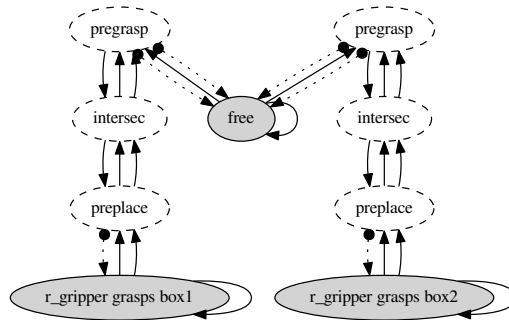 pregrasp
pregrasp
intersec
free
intersec
preplace
preplace
r_gripper grasps box1
r_gripper grasps box2